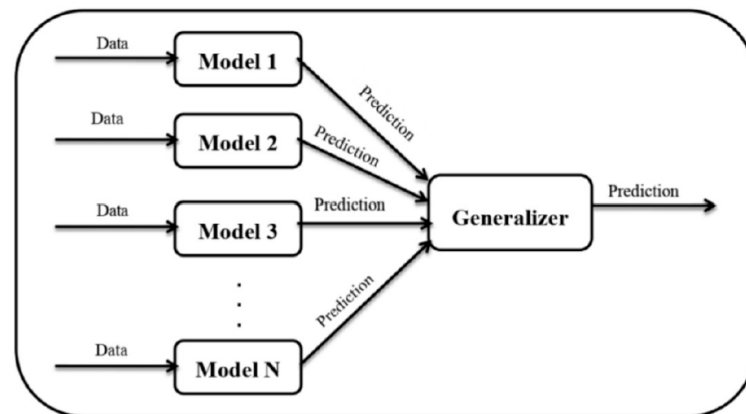 Data
Model 1
Prediction
Data
Model 2
Prediction
Data
Model 3
Prediction
Generalizer
Prediction
Data
Model N
Prediction